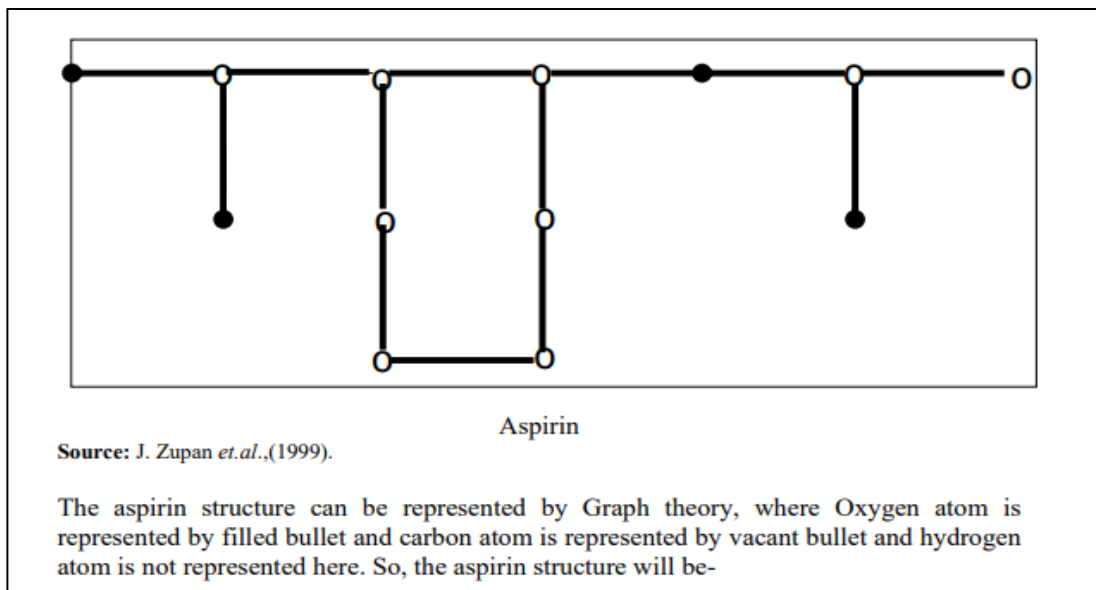 Aspirin
Source: J. Zupan et.al.,(1999).
The aspirin structure can be represented by Graph theory, where Oxygen atom is
represented by filled bullet and carbon atom is represented by vacant bullet and hydrogen
atom is not represented here. So, the aspirin structure will be-